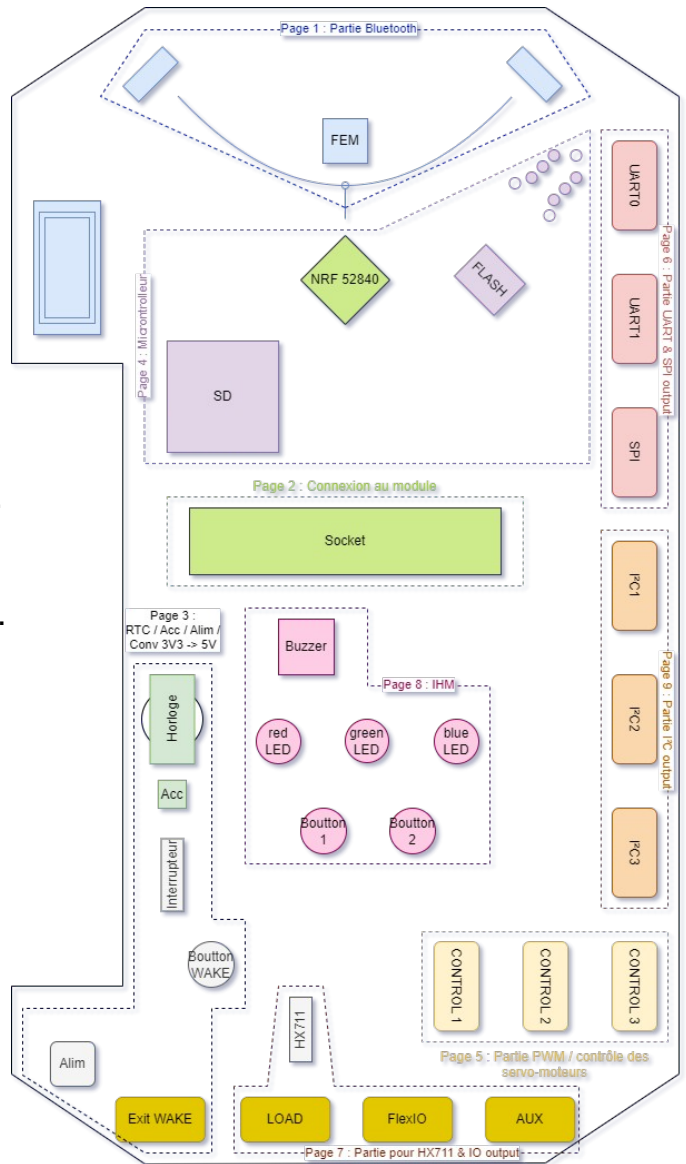 Page 1 : Partie Bluetooth
FEM
UART0
NRF 52840
FLASH
Page 4 : Microntrolleur
UART1
Page 6 : Partie UART & SPI output
SD
SPI
Page 2 : Connexion au module
Socket
I²C1
Page 3 :
RTC / Acc / Alim /
Conv 3V3 -> 5V
Buzzer
Page 8 : IHM
Horloge
red
LED
green
LED
blue
LED
I²C2
Page 9 : Partie I²C output
Acc
Boutton
1
Boutton
2
I²C3
Interrupteur
Boutton
WAKE
CONTROL 1
CONTROL 2
CONTROL 3
HX711
Page 5 : Partie PWM / contrôle des
servo-moteurs
Alim
Exit WAKE
LOAD
FlexIO
AUX
Page 7 : Partie pour HX711 & IO output